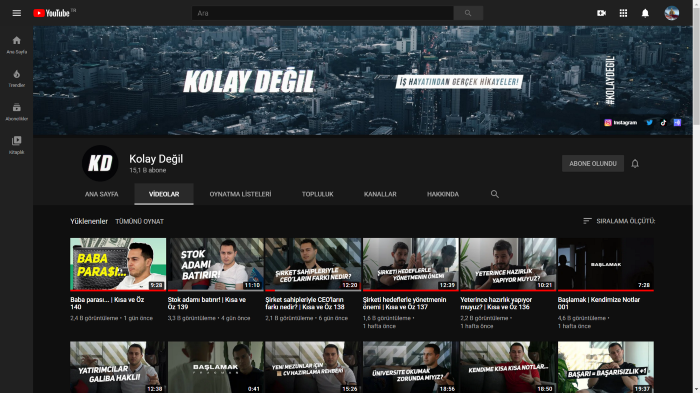 YouTube TR
Ara
Ana Sayfa
Trendler
Abonelikler
Kitaplık
KOLAY DEĞİL
İŞ HAYATINDAN GERÇEK HİKAYELER!
#KOLAYDEĞİL
Instagram
KD
Kolay Değil
15,1 B abone
ABONE OLUNDU
ANA SAYFA
VİDEOLAR
OYNATMA LİSTELERİ
TOPLULUK
KANALLAR
HAKKINDA
Yüklenenler
TÜMÜNÜ OYNAT
SIRALAMA ÖLÇÜTÜ:
BABA
PARASI!...
9:28
Baba parası... | Kısa ve Öz
140
2,4 B görüntüleme • 1 gün önce
STOK
ADAMI
BATIRIR!
11:10
Stok adamı batırır! | Kısa ve
Öz 139
3,3 B görüntüleme • 4 gün önce
ŞİRKET SAHİPLERİYLE
CEO'LARIN FARKI NEDİR?
12:20
Şirket sahipleriyle CEO'ların
farkı nedir? | Kısa ve Öz 138
2,6 B görüntüleme • 6 gün önce
ŞİRKETİ HEDEFLERLE
YÖNETMENİN ÖNEMİ
12:39
Şirketi hedeflerle yönetmenin
önemi | Kısa ve Öz 137
1,6 B görüntüleme •
1 hafta önce
YETERİNCE HAZIRLIK
YAPIYOR MUYUZ?
10:21
Yeterince hazırlık yapıyor
muyuz? | Kısa ve Öz 136
2,2 B görüntüleme •
1 hafta önce
BAŞLAMAK
7:28
Başlamak | Kendimize Notlar
001
4,6 B görüntüleme •
1 hafta önce
YATIRIMCILAR
GALİBA HAKLI!
12:38
BAŞLAMAK
FRAGMAN
0:41
YENİ MEZUNLAR İÇİN
CV HAZIRLAMA REHBERİ
15:26
ÜNİVERSİTE OKUMAK
ZORUNDA MIYIZ?
18:56
KENDİME KISA KISA NOTLAR...
18:50
BAŞARI = BAŞARISIZLIK +1
19:37